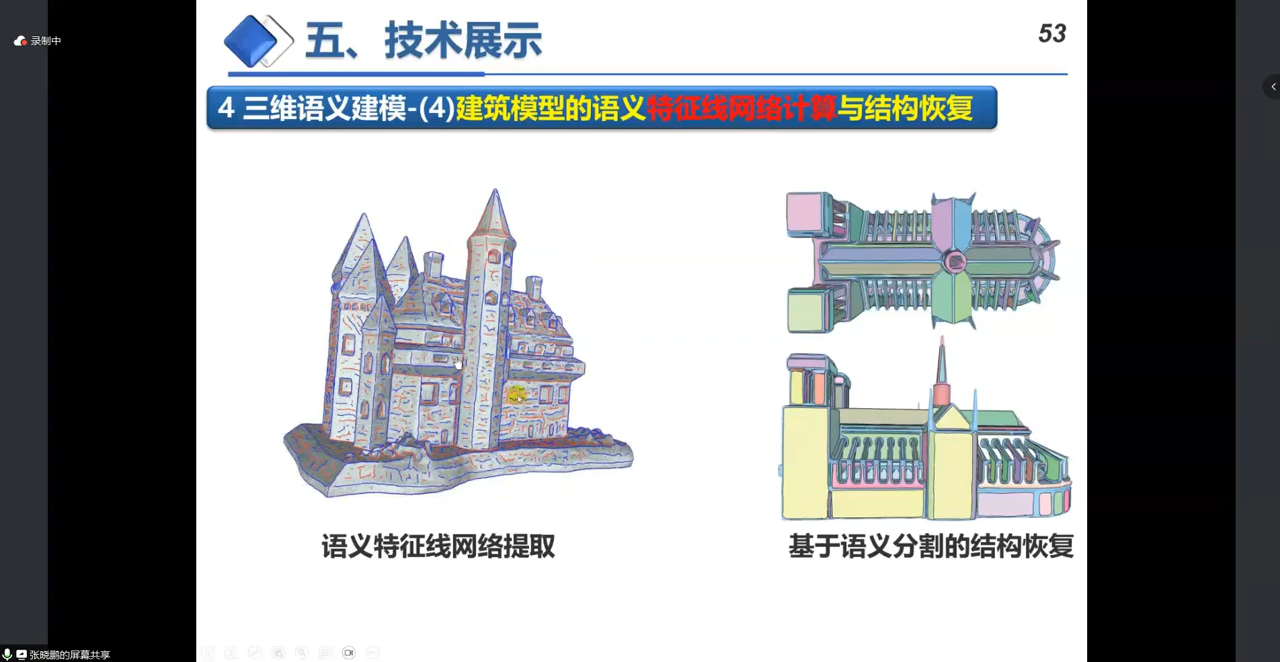 录制中
五、技术展示
53
4 三维语义建模-(4)建筑模型的语义特征线网络计算与结构恢复
语义特征线网络提取
基于语义分割的结构恢复
张晓鹏的屏幕共享